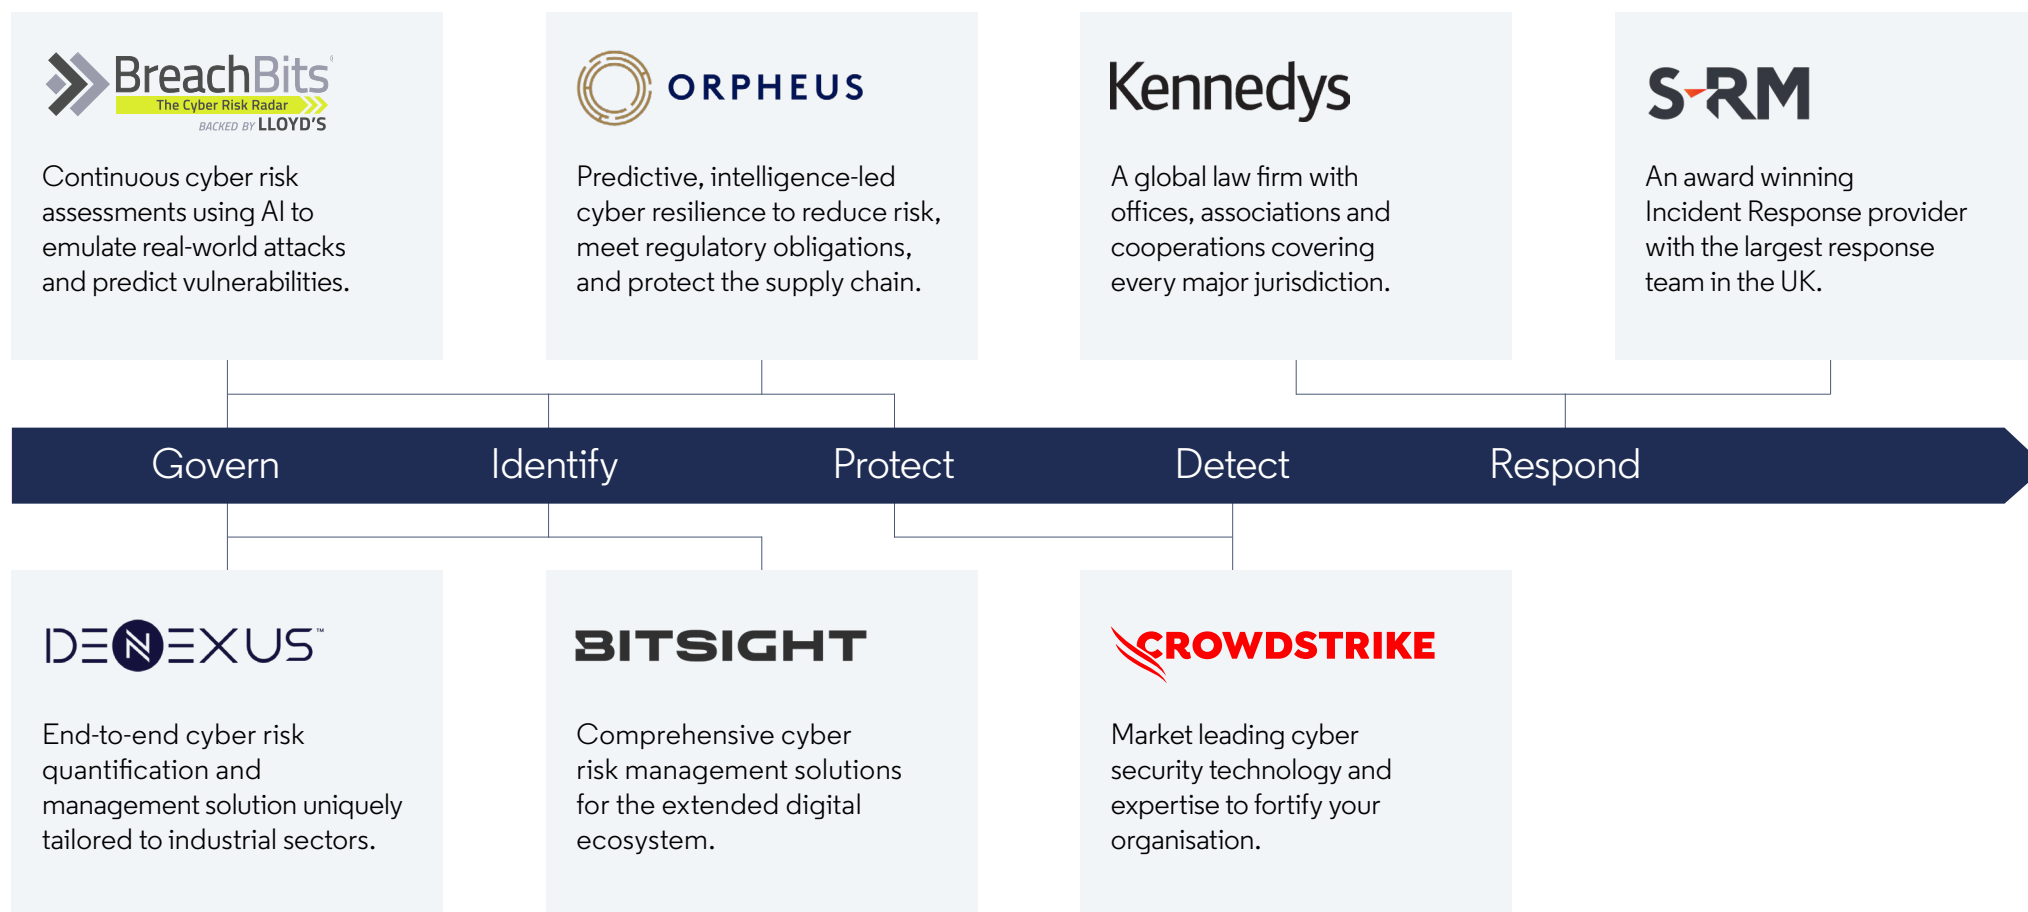 BreachBits
The Cyber Risk Radar
BACKED BY LLOYD'S
Continuous cyber risk
assessments using AI to
emulate real-world attacks
and predict vulnerabilities.
ORPHEUS
Predictive, intelligence-led
cyber resilience to reduce risk,
meet regulatory obligations,
and protect the supply chain.
Kennedys
A global law firm with
offices, associations and
cooperations covering
every major jurisdiction.
S-RM
An award winning
Incident Response provider
with the largest response
team in the UK.
Govern
Identify
Protect
Detect
Respond
DENEXUS™
End-to-end cyber risk
quantification and
management solution uniquely
tailored to industrial sectors.
BITSIGHT
Comprehensive cyber
risk management solutions
for the extended digital
ecosystem.
CROWDSTRIKE
Market leading cyber
security technology and
expertise to fortify your
organisation.